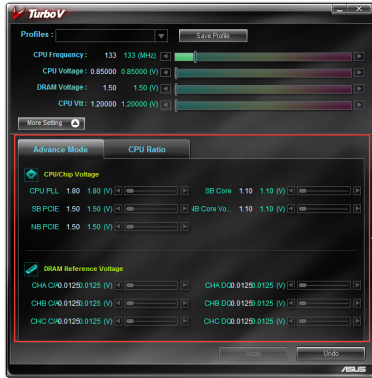 TurboV
Profiles :
Save Profile
CPU Frequency : 133 133 (MHz)
CPU Voltage : 0.85000 0.85000 (V)
DRAM Voltage : 1.50 1.50 (V)
CPU Vtt : 1.20000 1.20000 (V)
More Setting
Advance Mode CPU Ratio
CPU/Chip Voltage
CPU PLL 1.80 1.80 (V) SB Core 1.10 1.10 (V)
SB PCIE 1.50 1.50 (V) NB Core Vo... 1.10 1.10 (V)
NB PCIE 1.50 1.50 (V)
DRAM Reference Voltage
CHA C/A0.0125 0.0125 (V) CHA DQ0.0125 0.0125 (V)
CHB C/A0.0125 0.0125 (V) CHB DQ0.0125 0.0125 (V)
CHC C/A0.0125 0.0125 (V) CHC DQ0.0125 0.0125 (V)
Apply Undo
ASUS